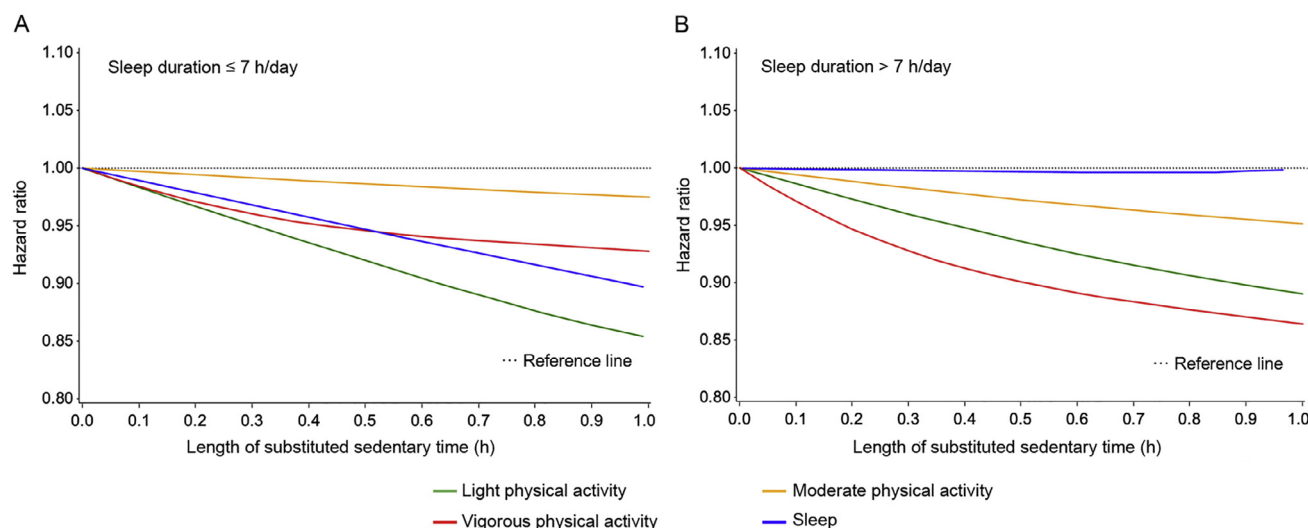 A
Sleep duration ≤ 7 h/day
1.10
1.05
1.00
0.95
0.90
0.85
0.80
Hazard ratio
Reference line
0.0 0.1 0.2 0.3 0.4 0.5 0.6 0.7 0.8 0.9 1.0
Length of substituted sedentary time (h)
B
Sleep duration > 7 h/day
1.10
1.05
1.00
0.95
0.90
0.85
0.80
Hazard ratio
Reference line
0.0 0.1 0.2 0.3 0.4 0.5 0.6 0.7 0.8 0.9 1.0
Length of substituted sedentary time (h)
Light physical activity
Moderate physical activity
Vigorous physical activity
Sleep